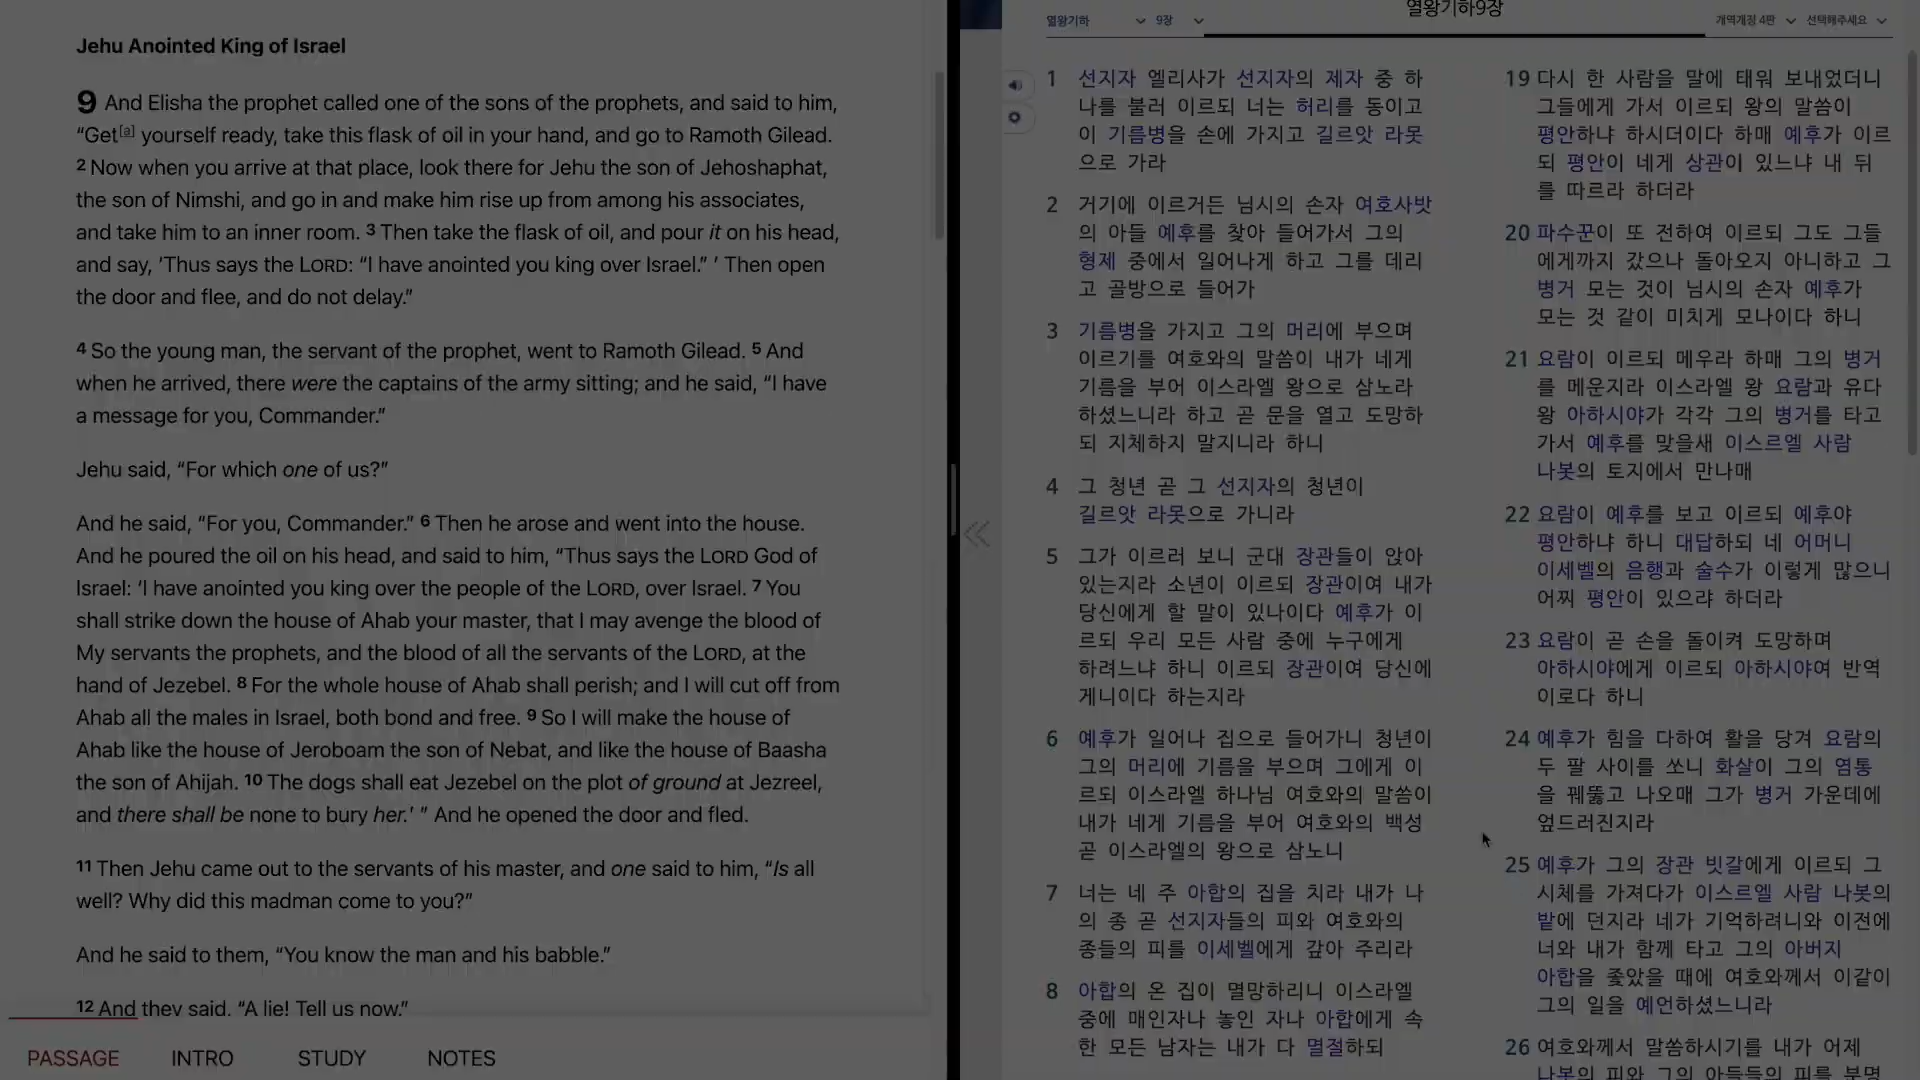 Jehu Anointed King of Israel
9 And Elisha the prophet called one of the sons of the prophets, and said to him,
“Get[a] yourself ready, take this flask of oil in your hand, and go to Ramoth Gilead.
2 Now when you arrive at that place, look there for Jehu the son of Jehoshaphat,
the son of Nimshi, and go in and make him rise up from among his associates,
and take him to an inner room. 3 Then take the flask of oil, and pour it on his head,
and say, ‘Thus says the LORD: “I have anointed you king over Israel.” ’ Then open
the door and flee, and do not delay.”
4 So the young man, the servant of the prophet, went to Ramoth Gilead. 5 And
when he arrived, there were the captains of the army sitting; and he said, “I have
a message for you, Commander.”
Jehu said, “For which one of us?”
And he said, “For you, Commander.” 6 Then he arose and went into the house.
And he poured the oil on his head, and said to him, “Thus says the LORD God of
Israel: ‘I have anointed you king over the people of the LORD, over Israel. 7 You
shall strike down the house of Ahab your master, that I may avenge the blood of
My servants the prophets, and the blood of all the servants of the LORD, at the
hand of Jezebel. 8 For the whole house of Ahab shall perish; and I will cut off from
Ahab all the males in Israel, both bond and free. 9 So I will make the house of
Ahab like the house of Jeroboam the son of Nebat, and like the house of Baasha
the son of Ahijah. 10 The dogs shall eat Jezebel on the plot of ground at Jezreel,
and there shall be none to bury her.’ ” And he opened the door and fled.
11 Then Jehu came out to the servants of his master, and one said to him, “Is all
well? Why did this madman come to you?”
And he said to them, “You know the man and his babble.”
12 And they said, “A lie! Tell us now.”
PASSAGE INTRO STUDY NOTES
열왕기하 9장 열왕기하9장 개역개정 4판 선택해주세요
1 선지자 엘리사가 선지자의 제자 중 하
나를 불러 이르되 너는 허리를 동이고
이 기름병을 손에 가지고 길르앗 라못
으로 가라
2 거기에 이르거든 님시의 손자 여호사밧
의 아들 예후를 찾아 들어가서 그의
형제 중에서 일어나게 하고 그를 데리
고 골방으로 들어가
3 기름병을 가지고 그의 머리에 부으며
이르기를 여호와의 말씀이 내가 네게
기름을 부어 이스라엘 왕으로 삼노라
하셨느니라 하고 곧 문을 열고 도망하
되 지체하지 말지니라 하니
4 그 청년 곧 그 선지자의 청년이
길르앗 라못으로 가니라
5 그가 이르러 보니 군대 장관들이 앉아
있는지라 소년이 이르되 장관이여 내가
당신에게 할 말이 있나이다 예후가 이
르되 우리 모든 사람 중에 누구에게
하려느냐 하니 이르되 장관이여 당신에
게니이다 하는지라
6 예후가 일어나 집으로 들어가니 청년이
그의 머리에 기름을 부으며 그에게 이
르되 이스라엘 하나님 여호와의 말씀이
내가 네게 기름을 부어 여호와의 백성
곧 이스라엘의 왕으로 삼노니
7 너는 네 주 아합의 집을 치라 내가 나
의 종 곧 선지자들의 피와 여호와의
종들의 피를 이세벨에게 갚아 주리라
8 아합의 온 집이 멸망하리니 이스라엘
중에 매인자나 놓인 자나 아합에게 속
한 모든 남자는 내가 다 멸절하되
19 다시 한 사람을 말에 태워 보내었더니
그들에게 가서 이르되 왕의 말씀이
평안하냐 하시더이다 하매 예후가 이르
되 평안이 네게 상관이 있느냐 내 뒤
를 따르라 하더라
20 파수꾼이 또 전하여 이르되 그도 그들
에게까지 갔으나 돌아오지 아니하고 그
병거 모는 것이 님시의 손자 예후가
모는 것 같이 미치게 모나이다 하니
21 요람이 이르되 메우라 하매 그의 병거
를 메운지라 이스라엘 왕 요람과 유다
왕 아하시야가 각각 그의 병거를 타고
가서 예후를 맞을새 이스르엘 사람
나봇의 토지에서 만나매
22 요람이 예후를 보고 이르되 예후야
평안하냐 하니 대답하되 네 어머니
이세벨의 음행과 술수가 이렇게 많으니
어찌 평안이 있으랴 하더라
23 요람이 곧 손을 돌이켜 도망하며
아하시야에게 이르되 아하시야여 반역
이로다 하니
24 예후가 힘을 다하여 활을 당겨 요람의
두 팔 사이를 쏘니 화살이 그의 염통
을 꿰뚫고 나오매 그가 병거 가운데에
엎드러진지라
25 예후가 그의 장관 빗갈에게 이르되 그
시체를 가져다가 이스르엘 사람 나봇의
밭에 던지라 네가 기억하려니와 이전에
너와 내가 함께 타고 그의 아버지
아합을 좇았을 때에 여호와께서 이같이
그의 일을 예언하셨느니라
26 여호와께서 말씀하시기를 내가 어제
나봇의 피와 그의 아들들의 피를 분명